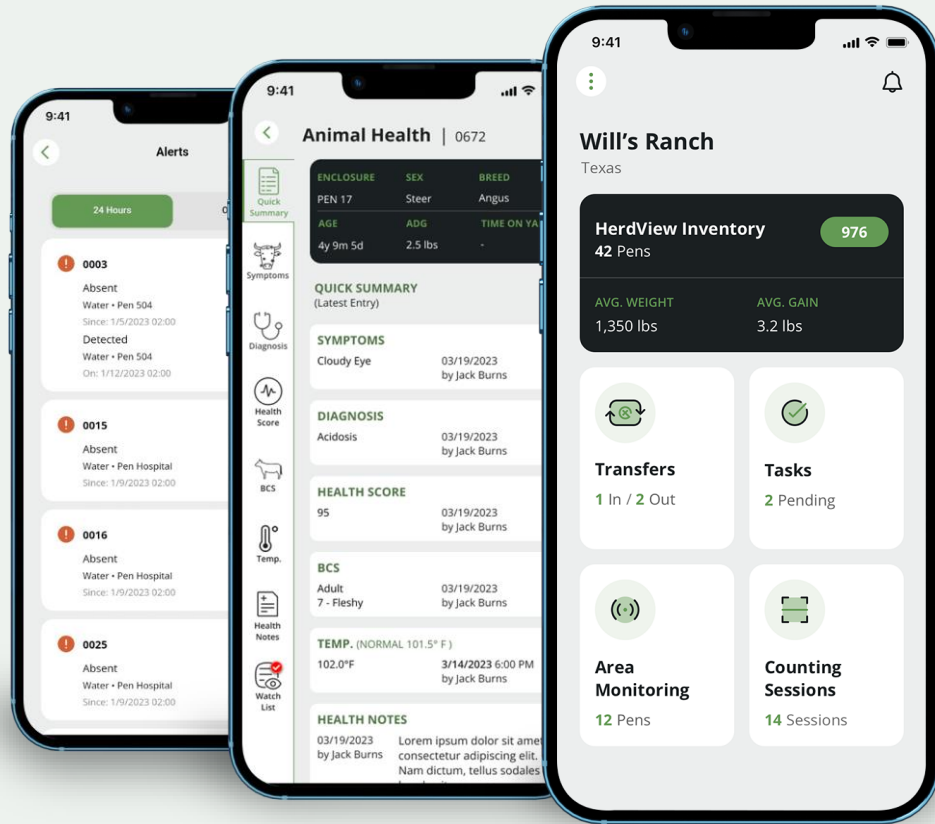 9:41
Alerts
24 Hours
0003
Absent
Water • Pen 504
Since: 1/5/2023 02:00
Detected
Water • Pen 504
On: 1/12/2023 02:00
0015
Absent
Water • Pen Hospital
Since: 1/9/2023 02:00
0016
Absent
Water • Pen Hospital
Since: 1/9/2023 02:00
0025
Absent
Water • Pen Hospital
Since: 1/9/2023 02:00
9:41
Animal Health | 0672
Quick
Summary
Symptoms
Diagnosis
Health
Score
BCS
Temp.
Health
Notes
Watch
List
ENCLOSURE SEX BREED
PEN 17 Steer Angus
AGE ADG TIME ON YA
4y 9m 5d 2.5 lbs -
QUICK SUMMARY
(Latest Entry)
SYMPTOMS
Cloudy Eye 03/19/2023
by Jack Burns
DIAGNOSIS
Acidosis 03/19/2023
by Jack Burns
HEALTH SCORE
95 03/19/2023
by Jack Burns
BCS
Adult 03/19/2023
7 - Fleshy by Jack Burns
TEMP. (NORMAL 101.5° F )
102.0°F 3/14/2023 6:00 PM
by Jack Burns
HEALTH NOTES
03/19/2023 Lorem ipsum dolor sit amet
by Jack Burns consectetur adipiscing elit.
Nam dictum, tellus sodales
9:41
Will's Ranch
Texas
HerdView Inventory 976
42 Pens
AVG. WEIGHT AVG. GAIN
1,350 lbs 3.2 lbs
Transfers
1 In / 2 Out
Tasks
2 Pending
Area
Monitoring
12 Pens
Counting
Sessions
14 Sessions